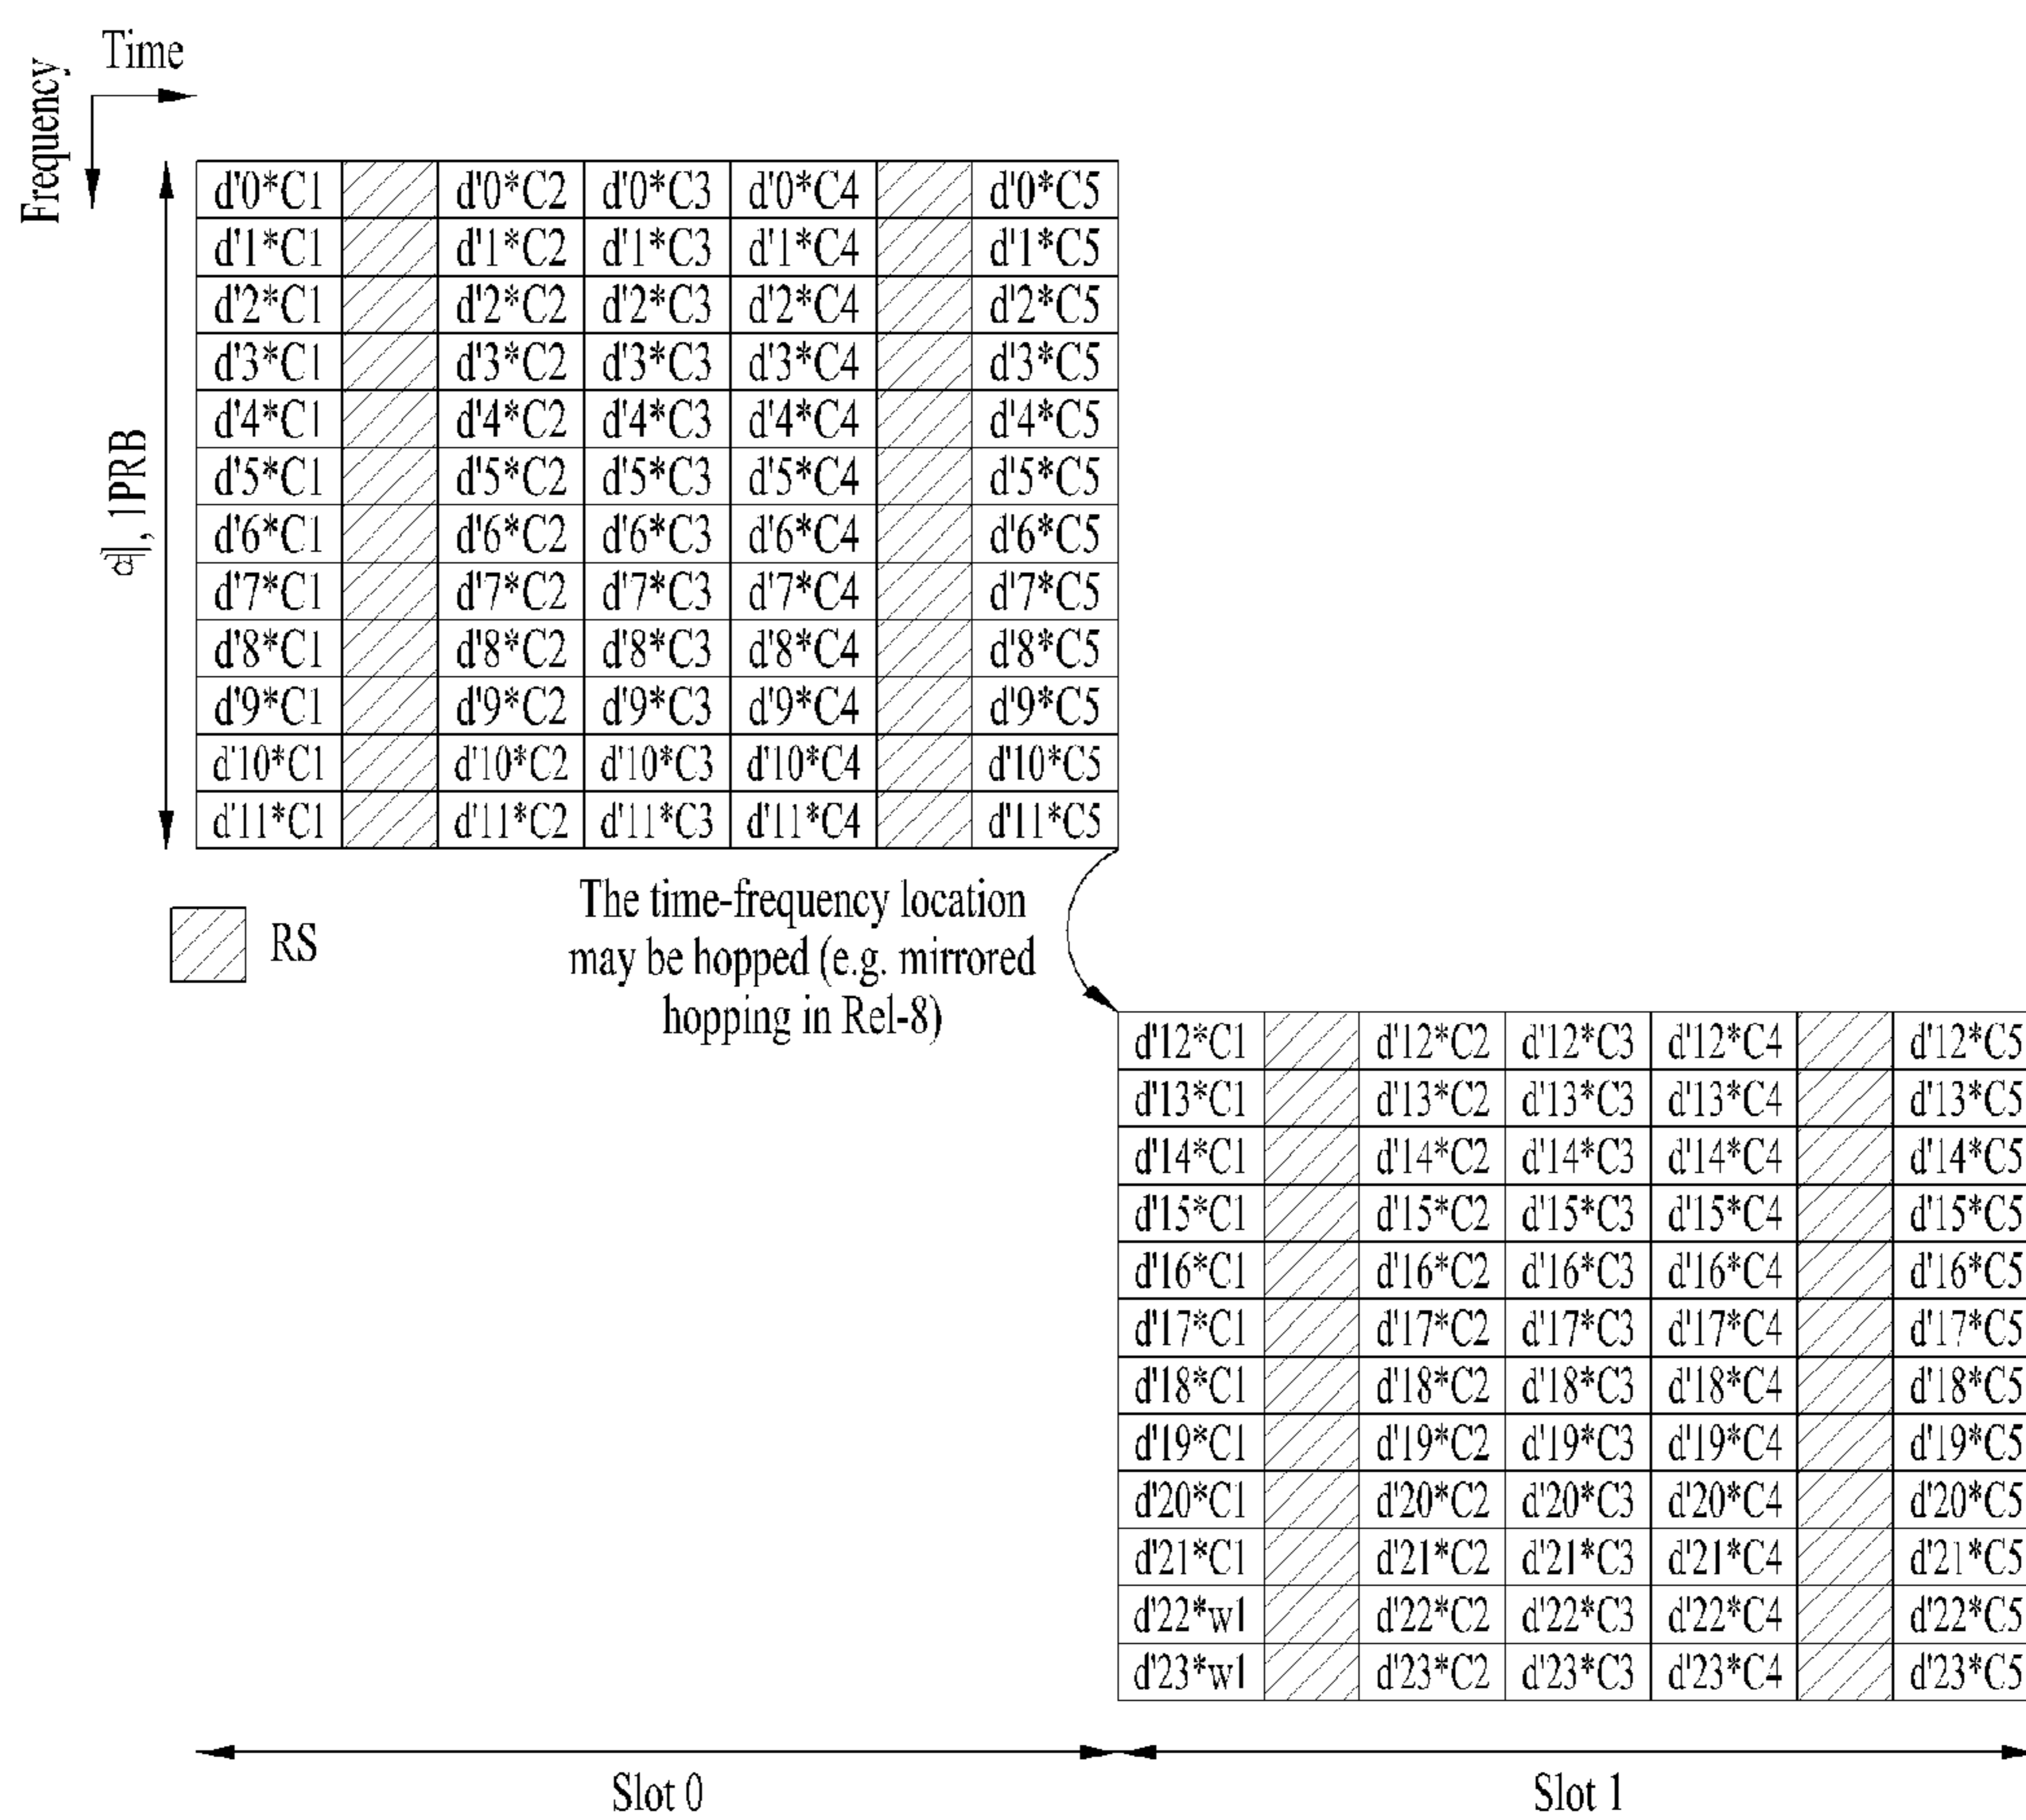 Time
Frequency
예, 1PRB
d'0*C1 d'0*C2 d'0*C3 d'0*C4 d'0*C5
d'1*C1 d'1*C2 d'1*C3 d'1*C4 d'1*C5
d'2*C1 d'2*C2 d'2*C3 d'2*C4 d'2*C5
d'3*C1 d'3*C2 d'3*C3 d'3*C4 d'3*C5
d'4*C1 d'4*C2 d'4*C3 d'4*C4 d'4*C5
d'5*C1 d'5*C2 d'5*C3 d'5*C4 d'5*C5
d'6*C1 d'6*C2 d'6*C3 d'6*C4 d'6*C5
d'7*C1 d'7*C2 d'7*C3 d'7*C4 d'7*C5
d'8*C1 d'8*C2 d'8*C3 d'8*C4 d'8*C5
d'9*C1 d'9*C2 d'9*C3 d'9*C4 d'9*C5
d'10*C1 d'10*C2 d'10*C3 d'10*C4 d'10*C5
d'11*C1 d'11*C2 d'11*C3 d'11*C4 d'11*C5
RS
The time-frequency location
may be hopped (e.g. mirrored
hopping in Rel-8)
d'12*C1 d'12*C2 d'12*C3 d'12*C4 d'12*C5
d'13*C1 d'13*C2 d'13*C3 d'13*C4 d'13*C5
d'14*C1 d'14*C2 d'14*C3 d'14*C4 d'14*C5
d'15*C1 d'15*C2 d'15*C3 d'15*C4 d'15*C5
d'16*C1 d'16*C2 d'16*C3 d'16*C4 d'16*C5
d'17*C1 d'17*C2 d'17*C3 d'17*C4 d'17*C5
d'18*C1 d'18*C2 d'18*C3 d'18*C4 d'18*C5
d'19*C1 d'19*C2 d'19*C3 d'19*C4 d'19*C5
d'20*C1 d'20*C2 d'20*C3 d'20*C4 d'20*C5
d'21*C1 d'21*C2 d'21*C3 d'21*C4 d'21*C5
d'22*w1 d'22*C2 d'22*C3 d'22*C4 d'22*C5
d'23*w1 d'23*C2 d'23*C3 d'23*C4 d'23*C5
Slot 0 Slot 1